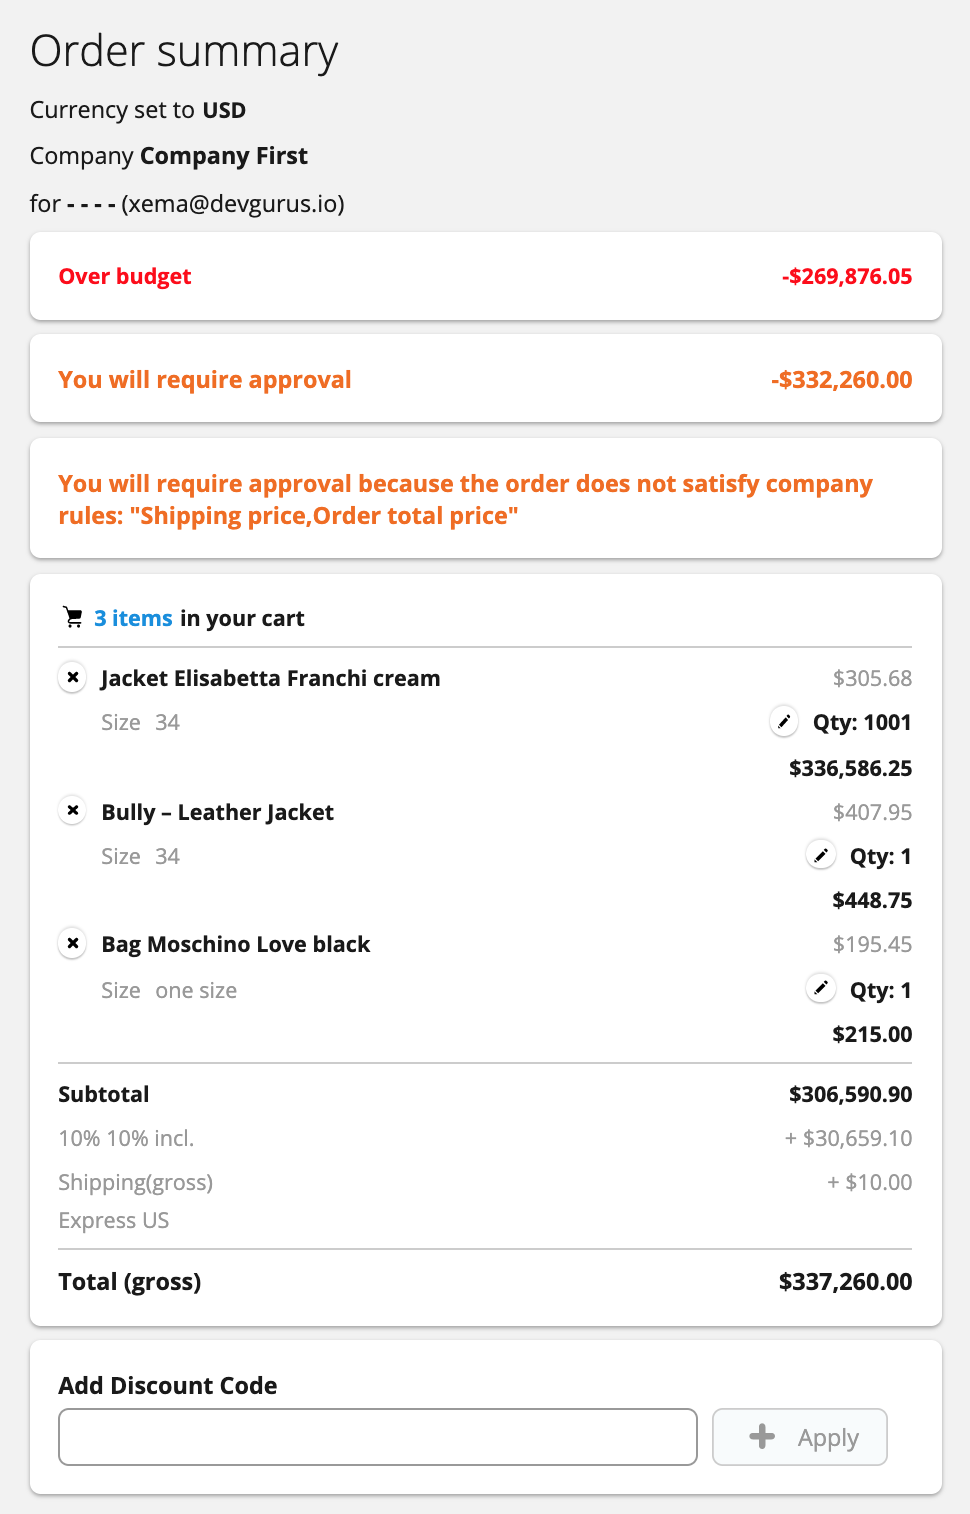 Order summary
Currency set to USD
Company Company First
for - - - - (xema@devgurus.io)
Over budget -$269,876.05
You will require approval -$332,260.00
You will require approval because the order does not satisfy company
rules: "Shipping price,Order total price"
3 items in your cart
Jacket Elisabetta Franchi cream $305.68
Size 34 Qty: 1001
$336,586.25
Bully – Leather Jacket $407.95
Size 34 Qty: 1
$448.75
Bag Moschino Love black $195.45
Size one size Qty: 1
$215.00
Subtotal $306,590.90
10% 10% incl. + $30,659.10
Shipping(gross) + $10.00
Express US
Total (gross) $337,260.00
Add Discount Code
Apply